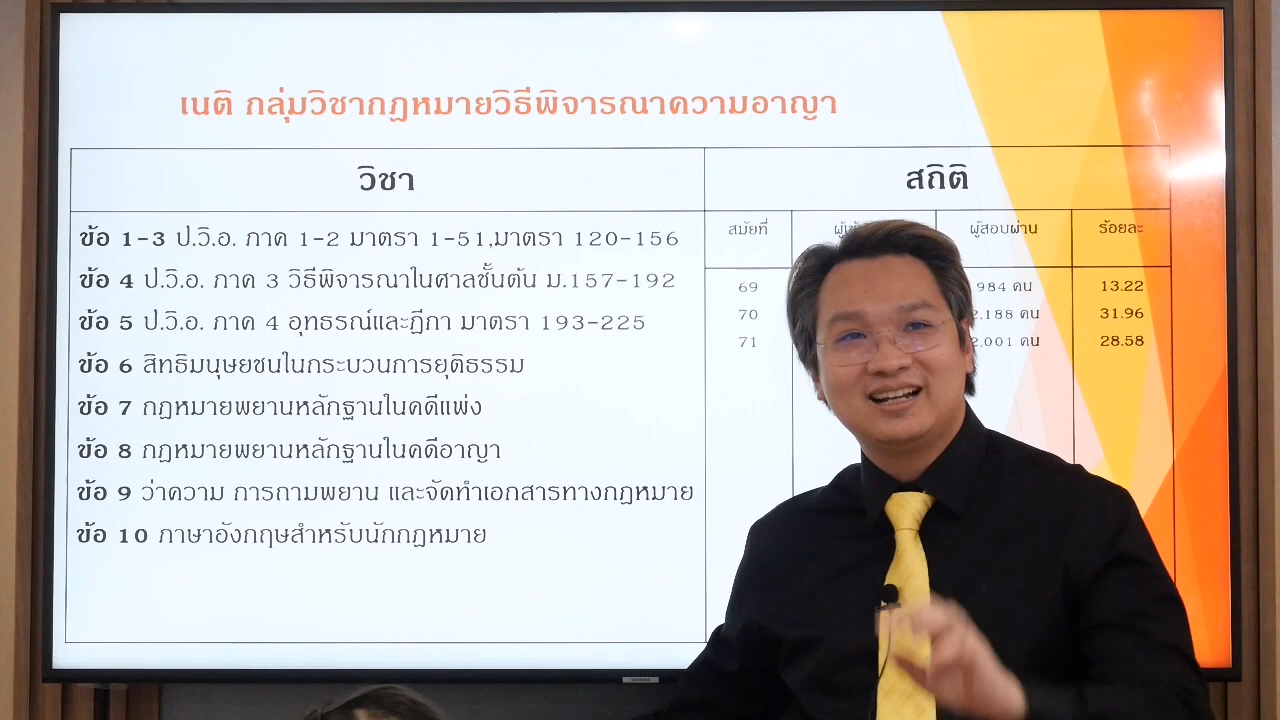 เนติ กลุ่มวิชากฎหมายวิธีพิจารณาความอาญา
วิชา
สถิติ
ข้อ 1-3 ป.วิ.อ. ภาค 1-2 มาตรา 1-51,มาตรา 120-156
ข้อ 4 ป.วิ.อ. ภาค 3 วิธีพิจารณาในศาลชั้นต้น ม.157-192
ข้อ 5 ป.วิ.อ. ภาค 4 อุทธรณ์และฎีกา มาตรา 193-225
ข้อ 6 สิทธิมนุษยชนในกระบวนการยุติธรรม
ข้อ 7 กฎหมายพยานหลักฐานในคดีแพ่ง
ข้อ 8 กฎหมายพยานหลักฐานในคดีอาญา
ข้อ 9 ว่าความ การถามพยาน และจัดทำเอกสารทางกฎหมาย
ข้อ 10 ภาษาอังกฤษสำหรับนักกฎหมาย
สมัยที่ ผู้สอบผ่าน ร้อยละ
69 984 คน 13.22
70 2,188 คน 31.96
71 2,001 คน 28.58